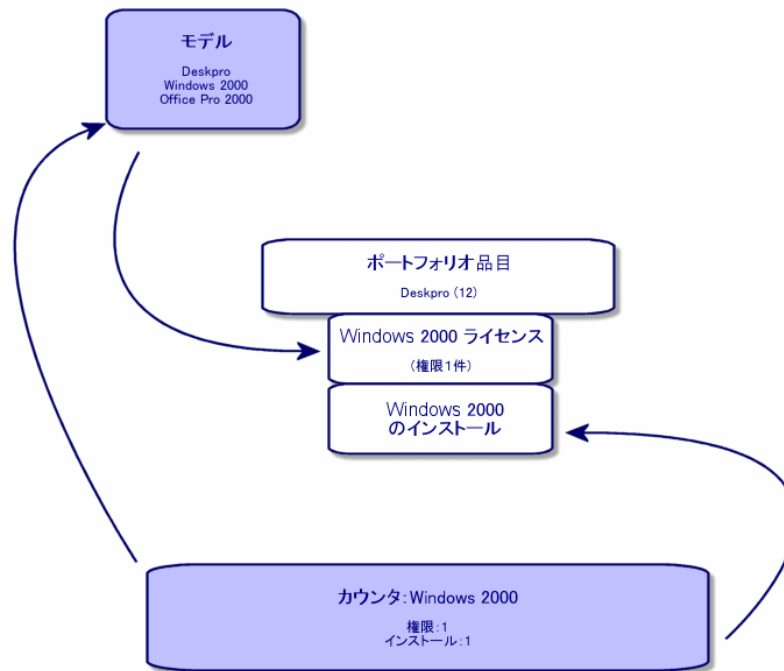 モデル
Deskpro
Windows 2000
Office Pro 2000
ポートフォリオ品目
Deskpro (12)
Windows 2000 ライセンス
(権限1件)
Windows 2000
のインストール
カウンタ:Windows 2000
権限:1
インストール:1